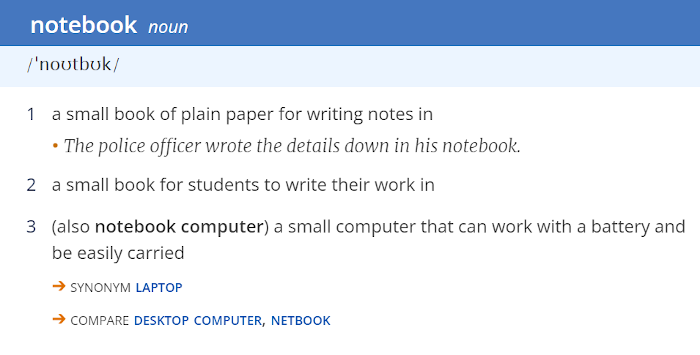 notebook noun
/ˈnoʊtbʊk/
1 a small book of plain paper for writing notes in
• The police officer wrote the details down in his notebook.
2 a small book for students to write their work in
3 (also notebook computer) a small computer that can work with a battery and
be easily carried
➔ SYNONYM LAPTOP
➔ COMPARE DESKTOP COMPUTER, NETBOOK